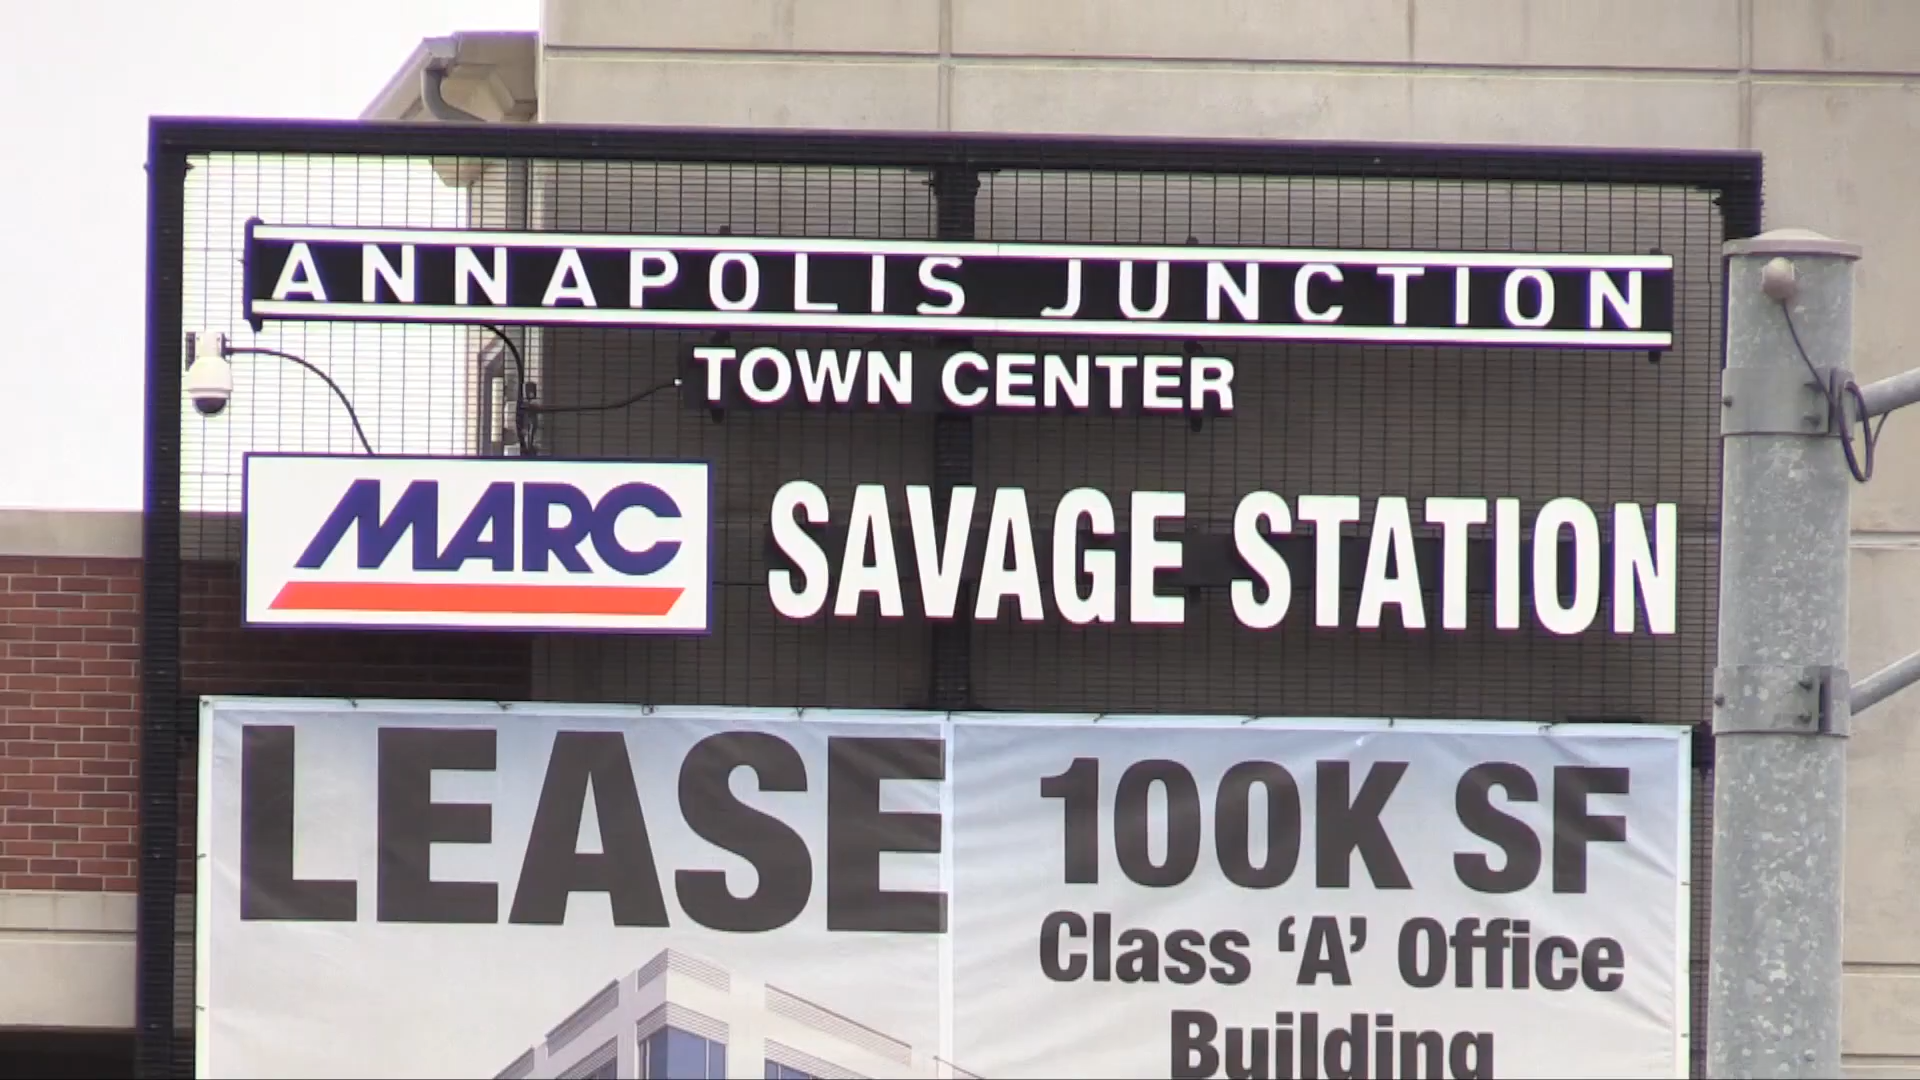 ANNAPOLIS JUNCTION
TOWN CENTER
MARC SAVAGE STATION
LEASE
100K SF
Class ‘A’ Office
Building